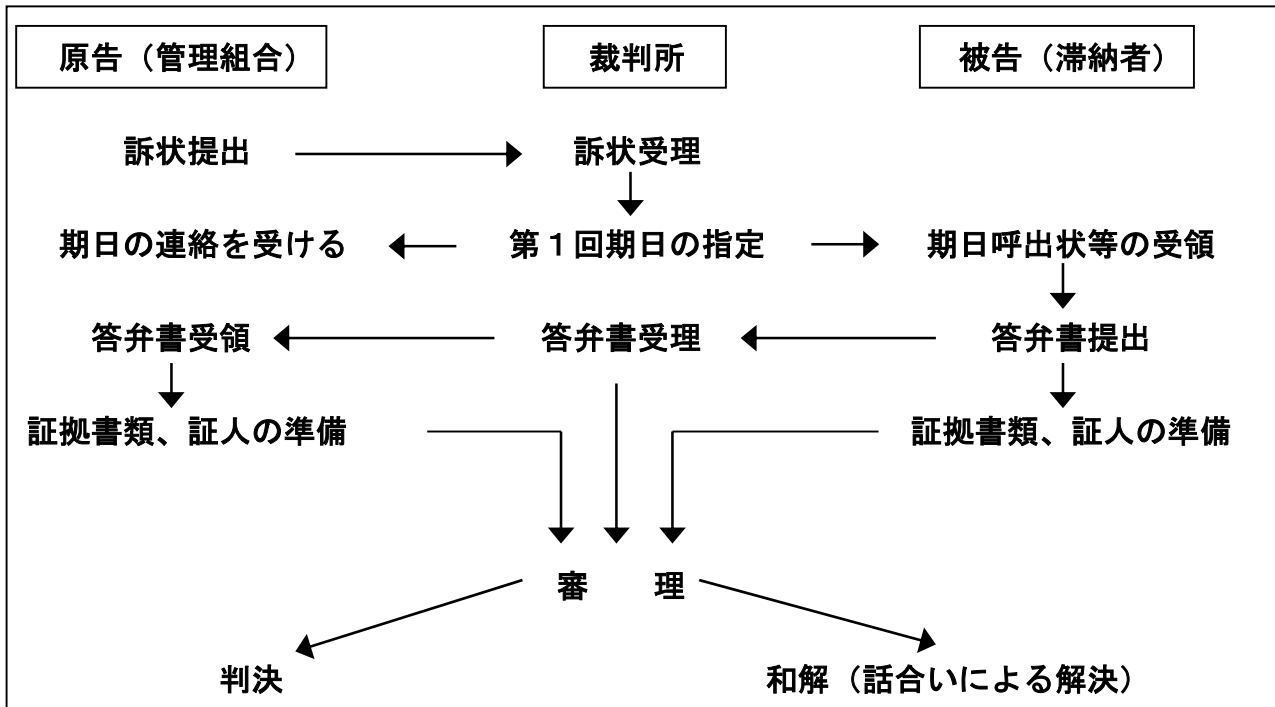 原告（管理組合） 裁判所 被告（滞納者）
訴状提出 訴状受理
期日の連絡を受ける 第１回期日の指定 期日呼出状等の受領
答弁書受領 答弁書受理 答弁書提出
証拠書類、証人の準備 証拠書類、証人の準備
審　理
判決 和解（話合いによる解決）